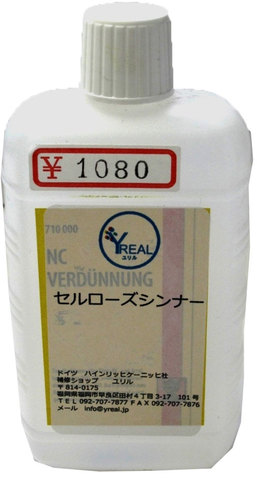 ¥ 1080
YREAL
ユリル
710 000
NC
VERDÜNNUNG
セルローズシンナー
ドイツ ハインリッヒケーニッヒ社
補修ショップ ユリル
〒814-0175
福岡県福岡市早良区田村４丁目３-17 101号
ＴＥＬ 092-707-7877 ＦＡＸ 092-707-7876
メール info@yreal.jp